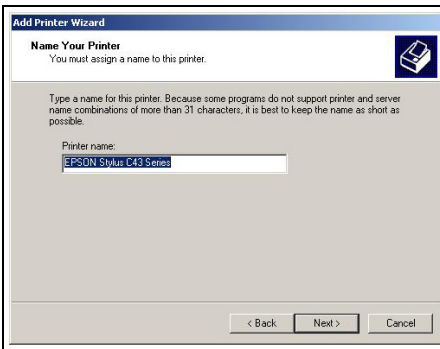 Add Printer Wizard
Name Your Printer
You must assign a name to this printer.
Type a name for this printer. Because some programs do not support printer and server
name combinations of more than 31 characters, it is best to keep the name as short as
possible.
Printer name:
EPSON Stylus C43 Series
< Back
Next >
Cancel